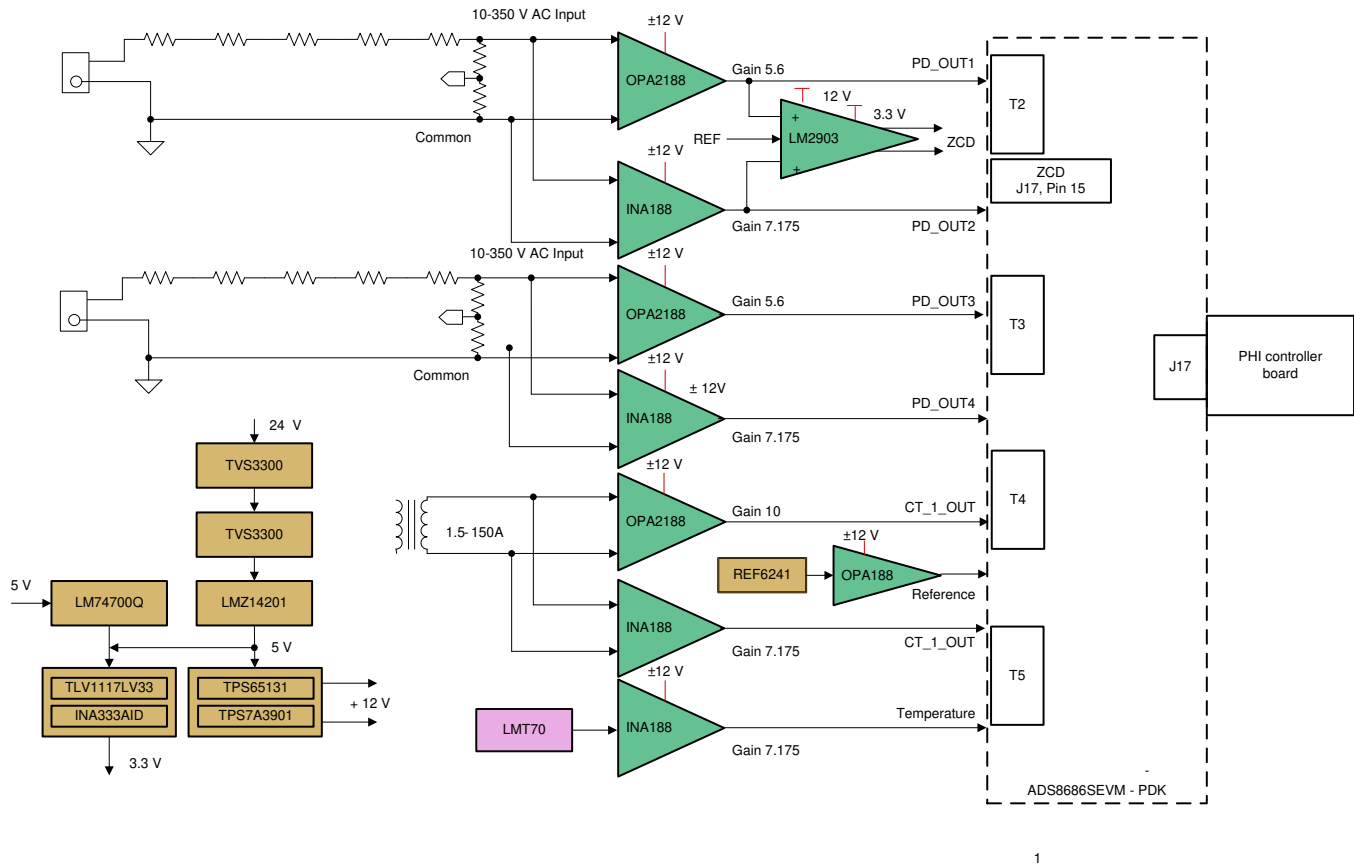 10-350 V AC Input
±12 V
OPA2188
Gain 5.6
PD_OUT1
T2
12 V
3.3 V
+
REF
LM2903
ZCD
+
Common
ZCD
J17, Pin 15
±12 V
INA188
Gain 7.175
PD_OUT2
10-350 V AC Input
±12 V
OPA2188
Gain 5.6
PD_OUT3
T3
Common
±12 V
± 12V
INA188
Gain 7.175
PD_OUT4
J17
PHI controller
board
24 V
TVS3300
TVS3300
5 V
LM74700Q
LMZ14201
5 V
TLV1117LV33
INA333AID
TPS65131
TPS7A3901
+ 12 V
3.3 V
1.5-150A
±12 V
OPA2188
Gain 10
CT_1_OUT
T4
REF6241
±12 V
OPA188
Reference
INA188
Gain 7.175
CT_1_OUT
T5
±12 V
LMT70
INA188
Gain 7.175
Temperature
-
ADS8686SEVM - PDK
1